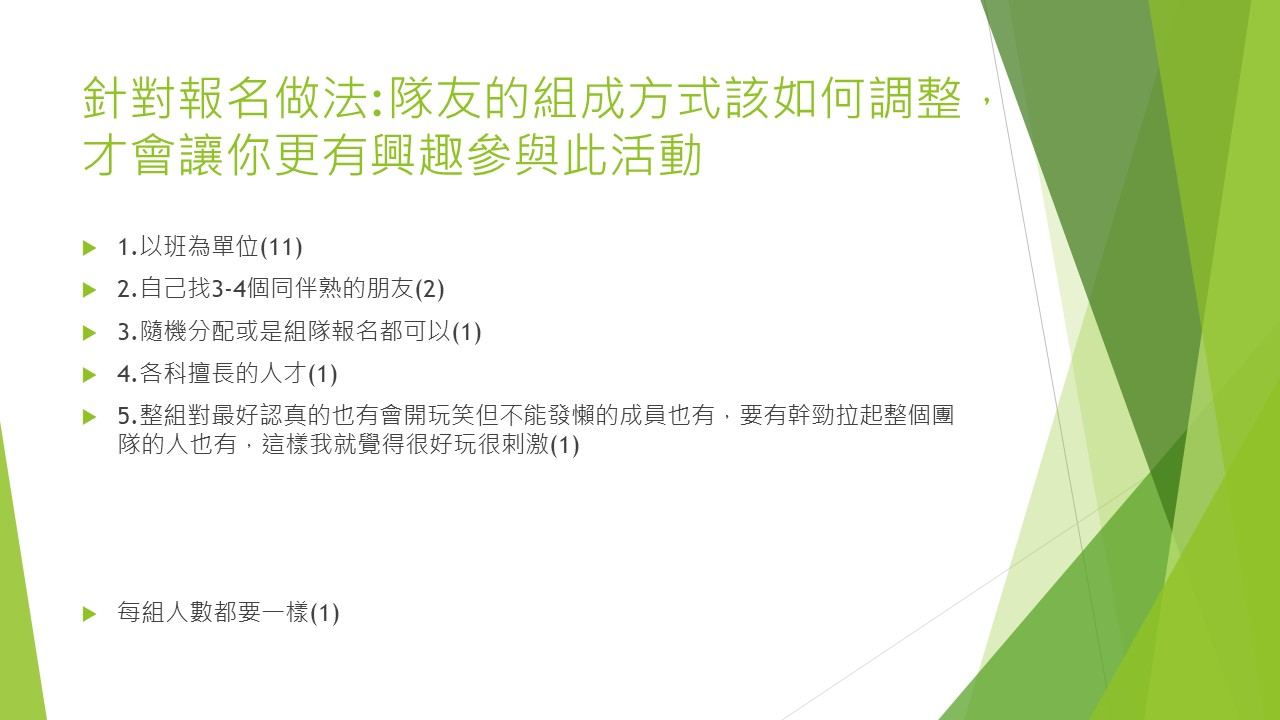 針對報名做法:隊友的組成方式該如何調整，
才會讓你更有興趣參與此活動
1.以班為單位(11)
2.自己找3-4個同伴熟的朋友(2)
3.隨機分配或是組隊報名都可以(1)
4.各科擅長的人才(1)
5.整組對最好認真的也有會開玩笑但不能發懶的成員也有，要有幹勁拉起整個團
隊的人也有，這樣我就覺得很好玩很刺激(1)
每組人數都要一樣(1)